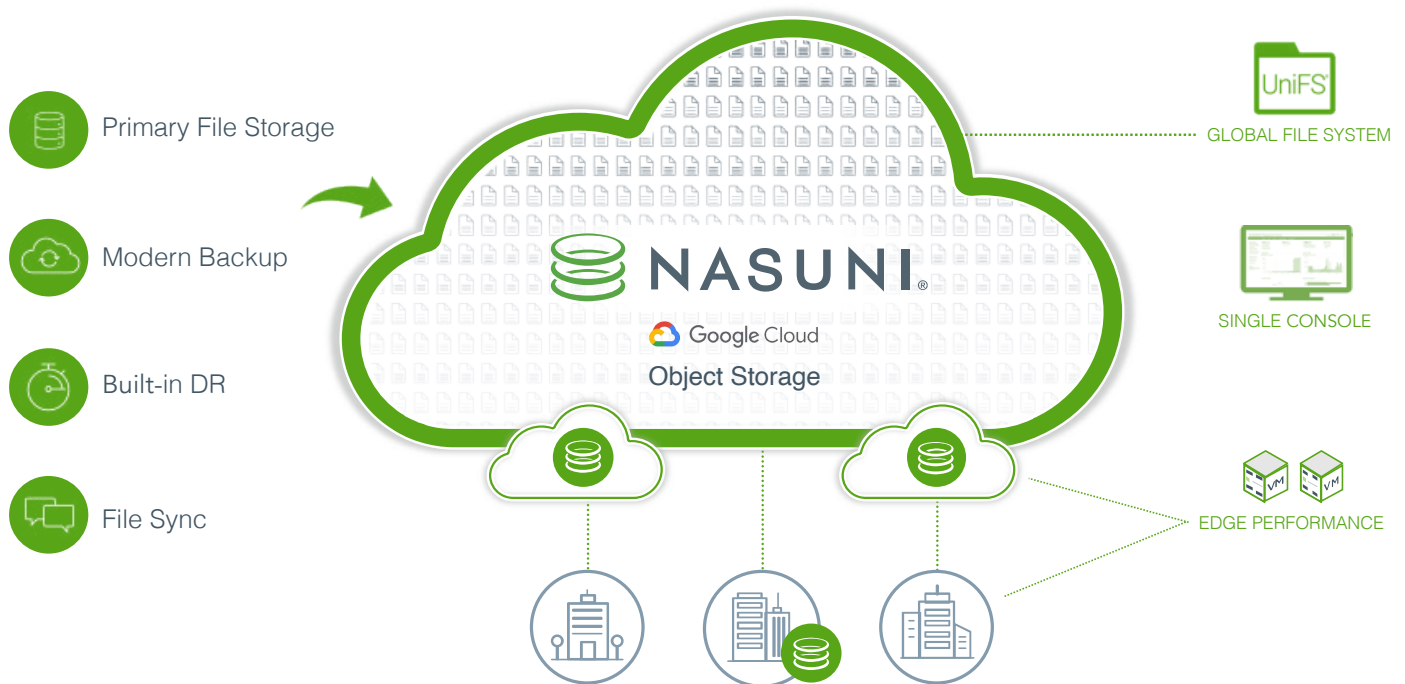 Primary File Storage
Modern Backup
Built-in DR
File Sync
NASUNI®
Google Cloud
Object Storage
UniFS®
GLOBAL FILE SYSTEM
SINGLE CONSOLE
VM
VM
EDGE PERFORMANCE